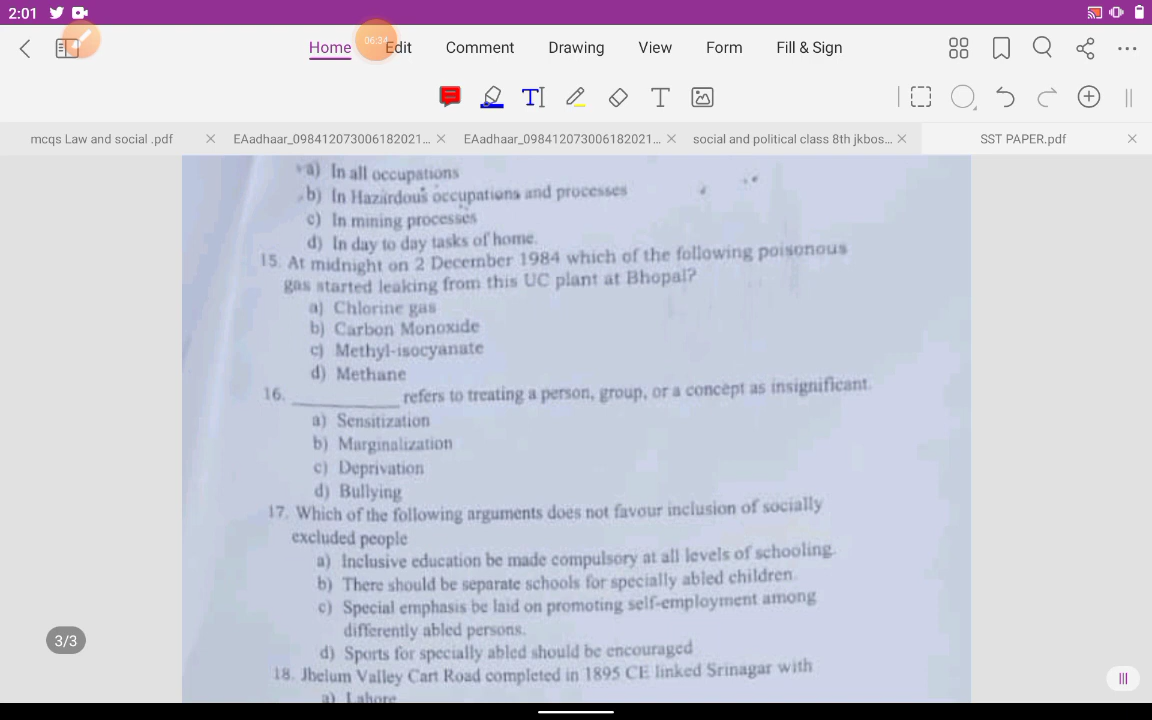 2:01
06:34
Home Edit Comment Drawing View Form Fill & Sign
mcqs Law and social .pdf EAadhaar_098412073006182021... EAadhaar_098412073006182021... social and political class 8th jkbos... SST PAPER.pdf
a) In all occupations
b) In Hazardous occupations and processes
c) In mining processes
d) In day to day tasks of home.
15. At midnight on 2 December 1984 which of the following poisonous
gas started leaking from this UC plant at Bhopal?
a) Chlorine gas
b) Carbon Monoxide
c) Methyl-isocyanate
d) Methane
16. __________ refers to treating a person, group, or a concept as insignificant.
a) Sensitization
b) Marginalization
c) Deprivation
d) Bullying
17. Which of the following arguments does not favour inclusion of socially
excluded people
a) Inclusive education be made compulsory at all levels of schooling.
b) There should be separate schools for specially abled children.
c) Special emphasis be laid on promoting self-employment among
differently abled persons.
d) Sports for specially abled should be encouraged
18. Jhelum Valley Cart Road completed in 1895 CE linked Srinagar with
a) Lahore
3/3